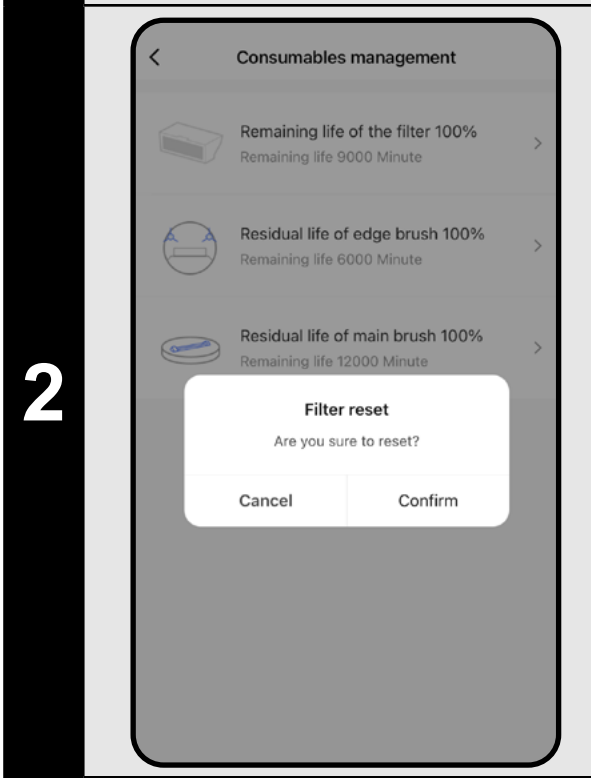 2
Consumables management
Remaining life of the filter 100%
Remaining life 9000 Minute
Residual life of edge brush 100%
Remaining life 6000 Minute
Residual life of main brush 100%
Remaining life 12000 Minute
Filter reset
Are you sure to reset?
Cancel Confirm